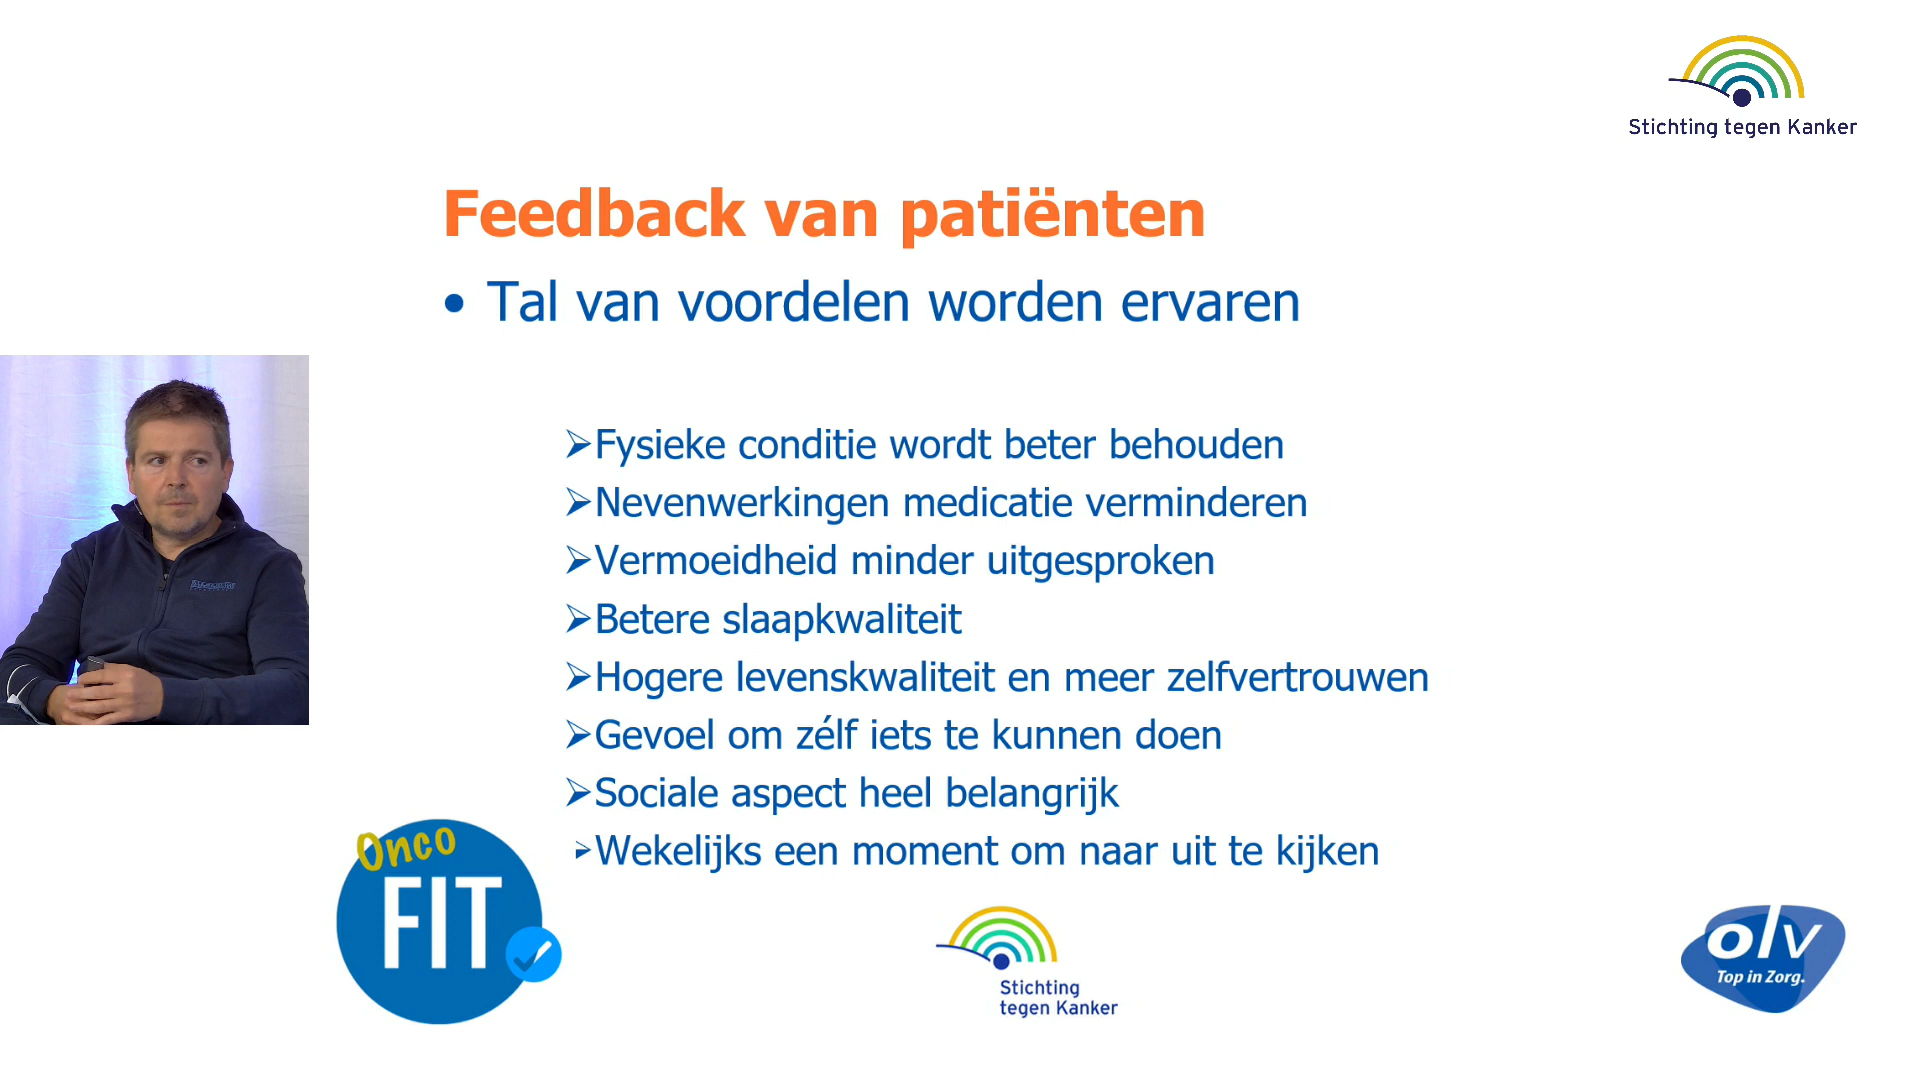 Stichting tegen Kanker
Feedback van patiënten
• Tal van voordelen worden ervaren
➢Fysieke conditie wordt beter behouden
➢Nevenwerkingen medicatie verminderen
➢Vermoeidheid minder uitgesproken
➢Betere slaapkwaliteit
➢Hogere levenskwaliteit en meer zelfvertrouwen
➢Gevoel om zélf iets te kunnen doen
➢Sociale aspect heel belangrijk
➢Wekelijks een moment om naar uit te kijken
Onco
FIT
Stichting
tegen Kanker
olv
Top in Zorg.